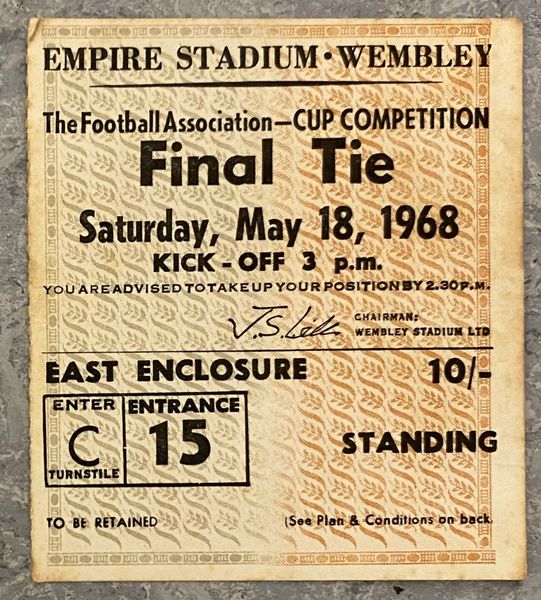 EMPIRE STADIUM · WEMBLEY
The Football Association—CUP COMPETITION
Final Tie
Saturday, May 18, 1968
KICK - OFF 3 p.m.
YOU ARE ADVISED TO TAKE UP YOUR POSITION BY 2.30 P.M.
CHAIRMAN:
WEMBLEY STADIUM LTD
EAST ENCLOSURE 10/-
ENTER
C
TURNSTILE
ENTRANCE
15
STANDING
TO BE RETAINED (See Plan & Conditions on back